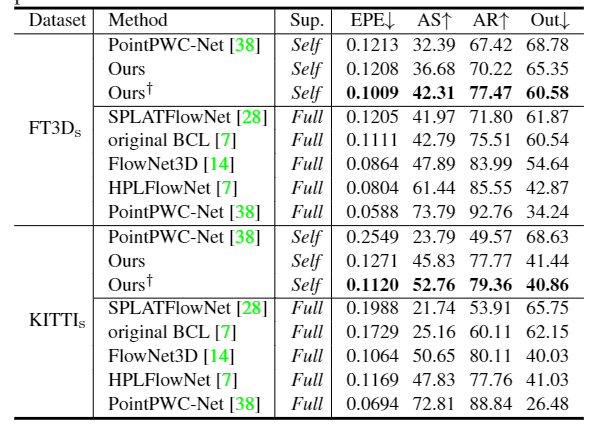 Dataset Method Sup. EPE↓ AS↑ AR↑ Out↓
PointPWC-Net [38] Self 0.1213 32.39 67.42 68.78
Ours Self 0.1208 36.68 70.22 65.35
Ours† Self 0.1009 42.31 77.47 60.58
SPLATFlowNet [28] Full 0.1205 41.97 71.80 61.87
FT3Ds original BCL [7] Full 0.1111 42.79 75.51 60.54
FlowNet3D [14] Full 0.0864 47.89 83.99 54.64
HPLFlowNet [7] Full 0.0804 61.44 85.55 42.87
PointPWC-Net [38] Full 0.0588 73.79 92.76 34.24
PointPWC-Net [38] Self 0.2549 23.79 49.57 68.63
Ours Self 0.1271 45.83 77.77 41.44
Ours† Self 0.1120 52.76 79.36 40.86
KITTIs SPLATFlowNet [28] Full 0.1988 21.74 53.91 65.75
original BCL [7] Full 0.1729 25.16 60.11 62.15
FlowNet3D [14] Full 0.1064 50.65 80.11 40.03
HPLFlowNet [7] Full 0.1169 47.83 77.76 41.03
PointPWC-Net [38] Full 0.0694 72.81 88.84 26.48